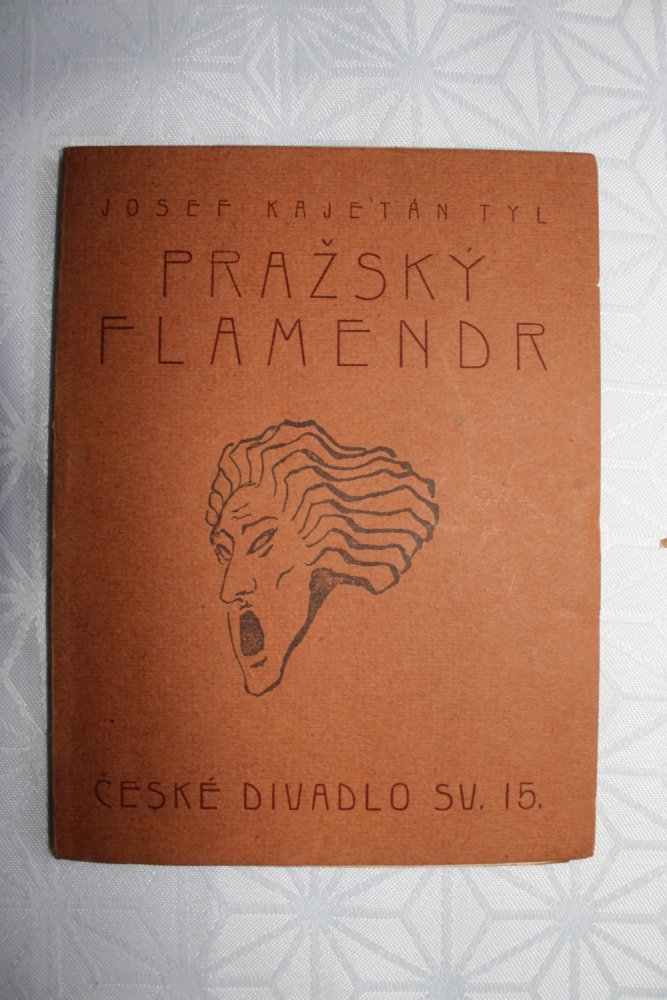 JOSEF KAJETÁN TYL
PRAŽSKÝ
FLAMENDR
ČESKÉ DIVADLO SV. 15.